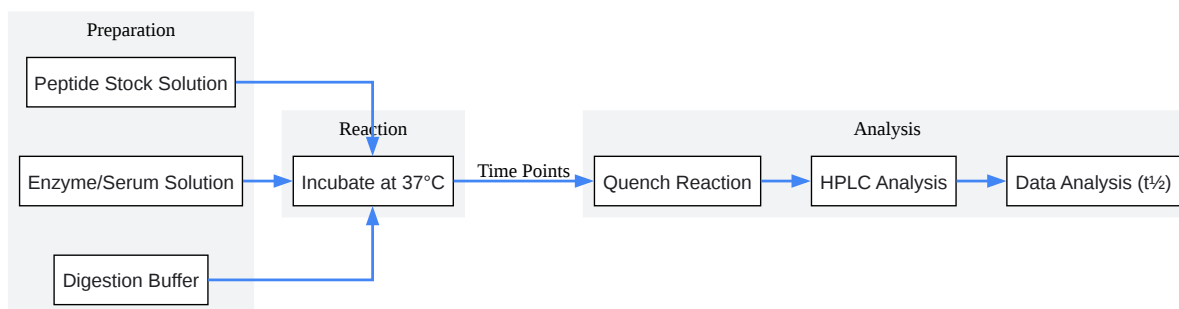 Preparation
Peptide Stock Solution
Enzyme/Serum Solution
Digestion Buffer
Reaction
Incubate at 37°C
Time Points
Analysis
Quench Reaction
HPLC Analysis
Data Analysis (t½)